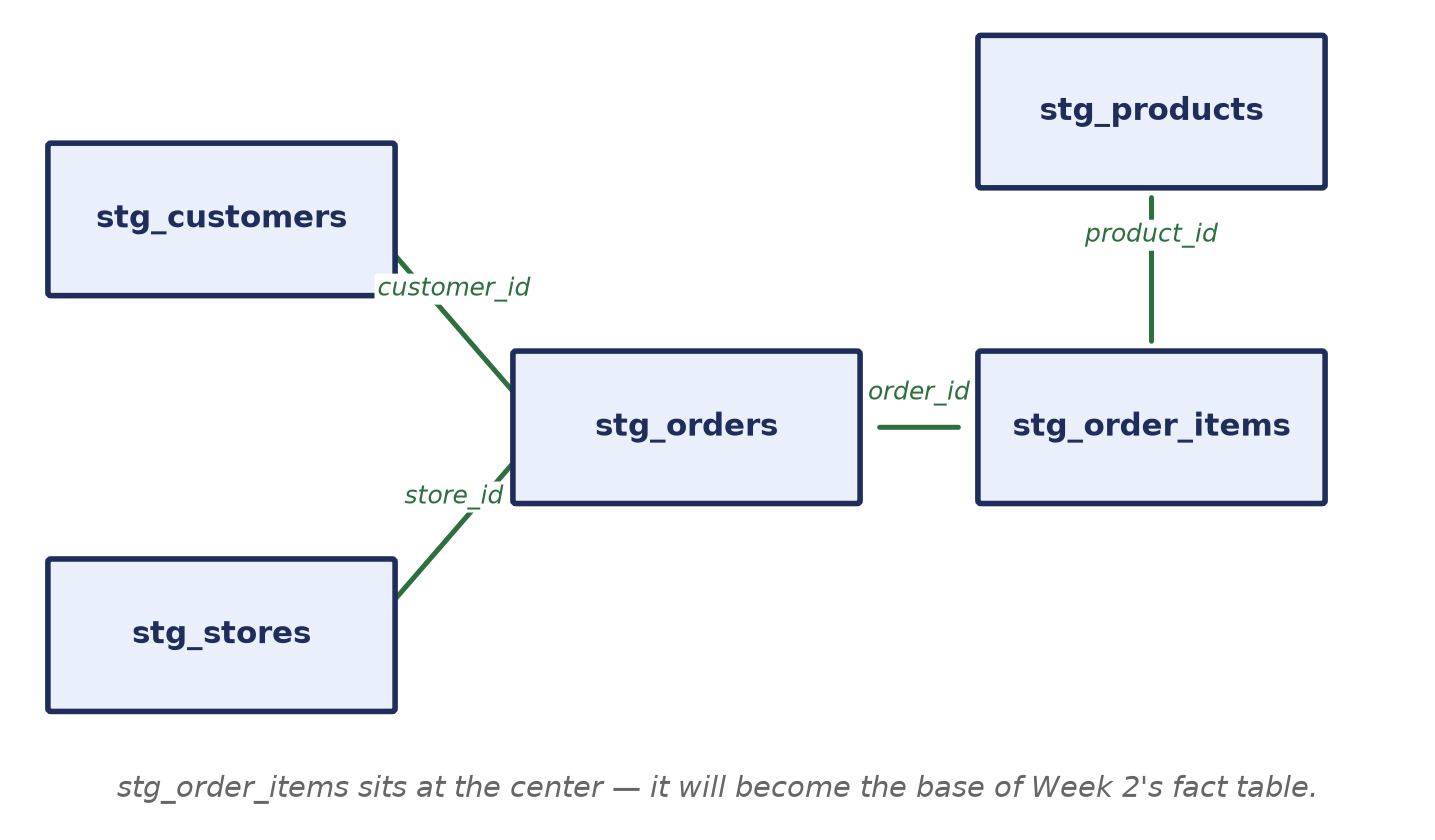 stg_products
stg_customers
product_id
customer_id
order_id
stg_orders
stg_order_items
store_id
stg_stores
stg_order_items sits at the center — it will become the base of Week 2's fact table.